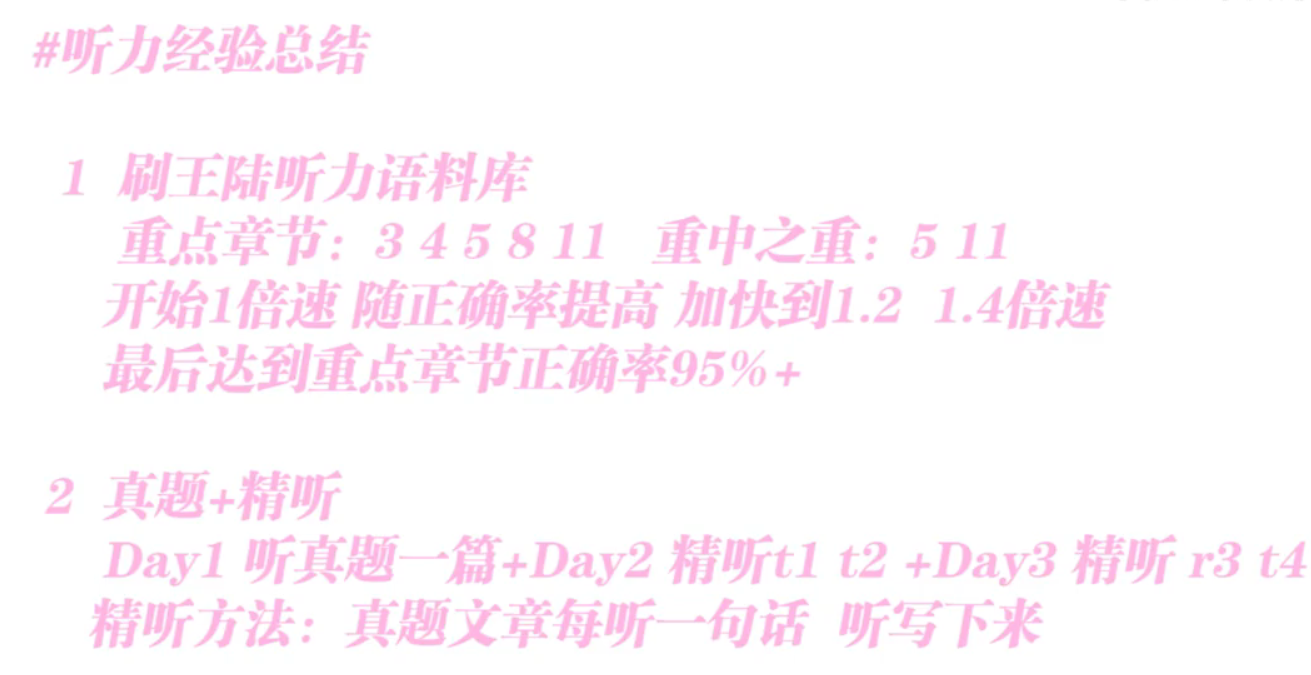 #听力经验总结
1 刷王陆听力语料库
重点章节：3 4 5 8 11 重中之重：5 11
开始1倍速 随正确率提高 加快到1.2 1.4倍速
最后达到重点章节正确率95%+
2 真题+精听
Day1 听真题一篇+Day2 精听t1 t2 +Day3 精听 r3 t4
精听方法：真题文章每听一句话 听写下来